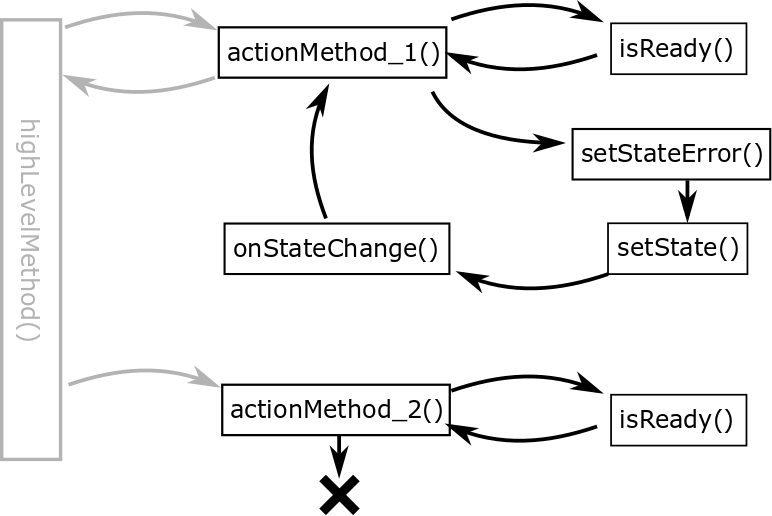 highLevelMethod()
actionMethod_1()
isReady()
setStateError()
onStateChange()
setState()
actionMethod_2()
isReady()